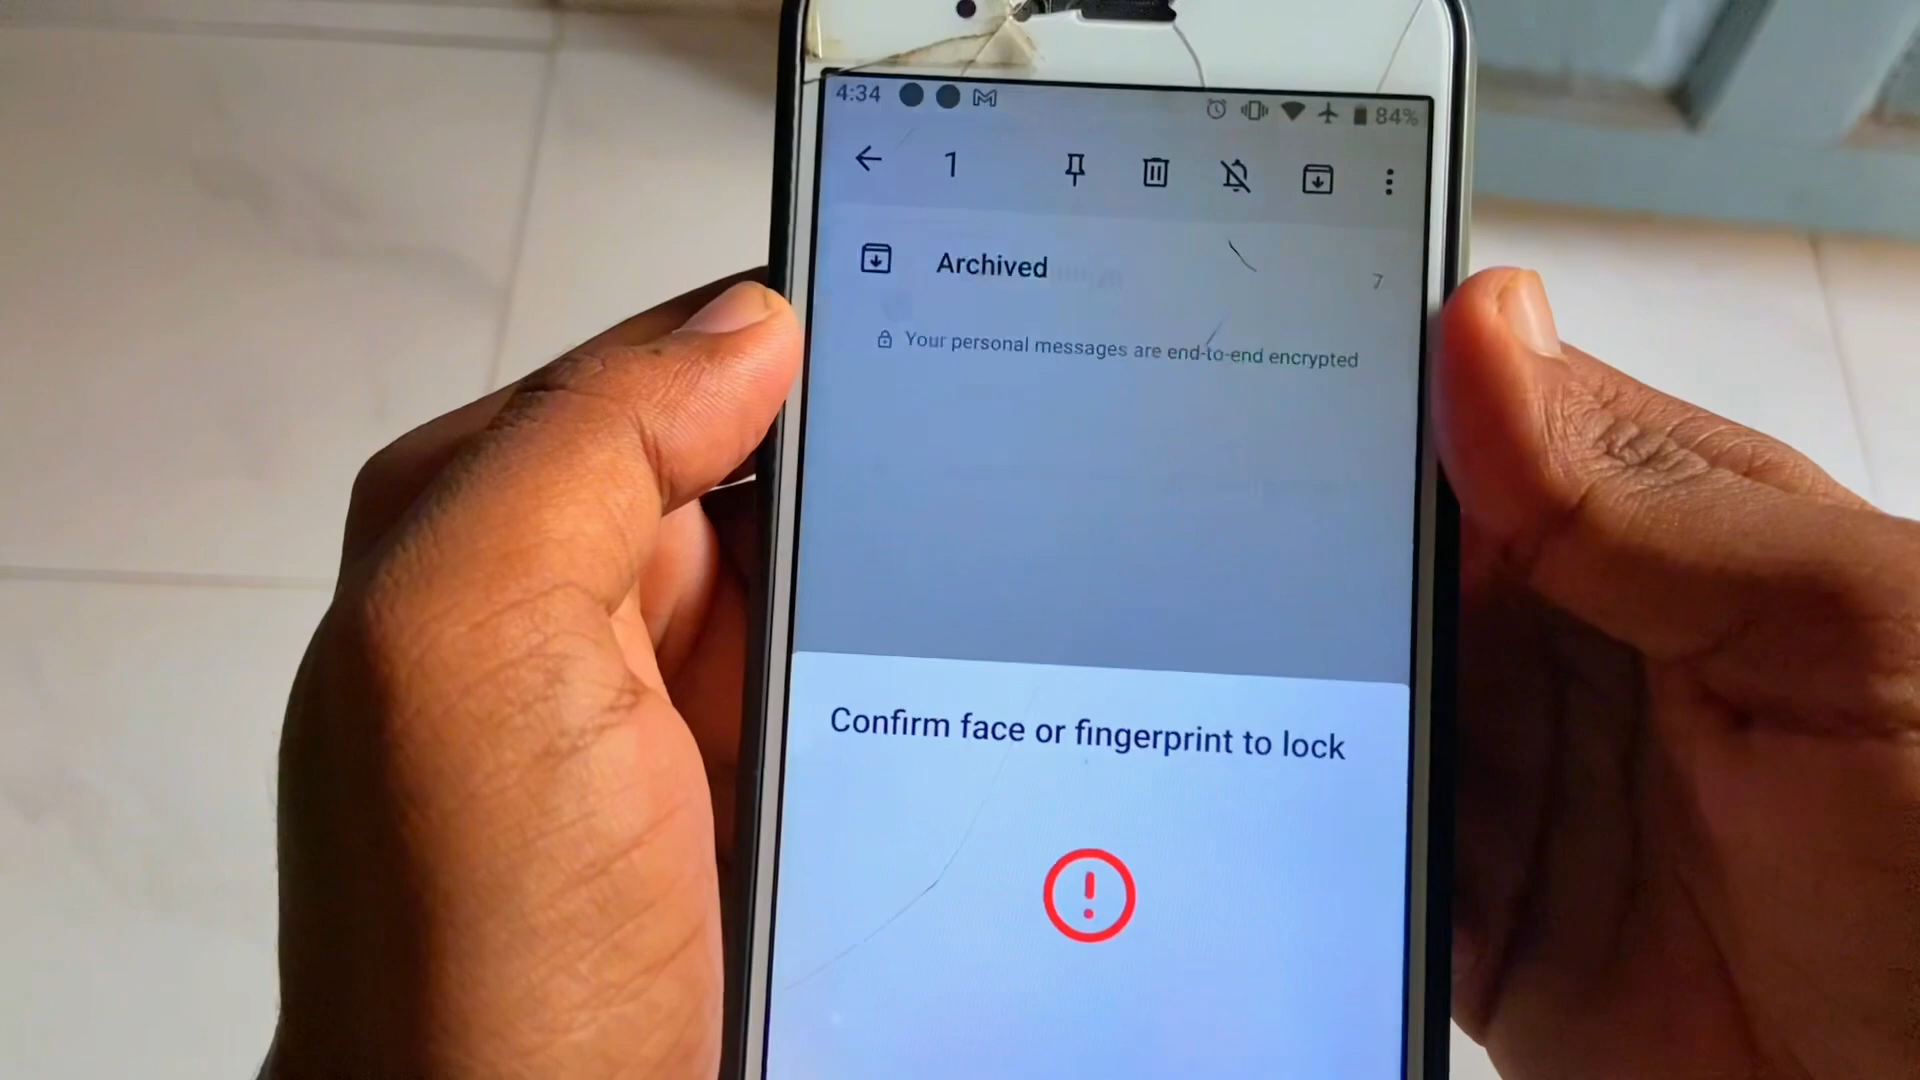 4:34 84%
1
Archived 7
Your personal messages are end-to-end encrypted
Confirm face or fingerprint to lock